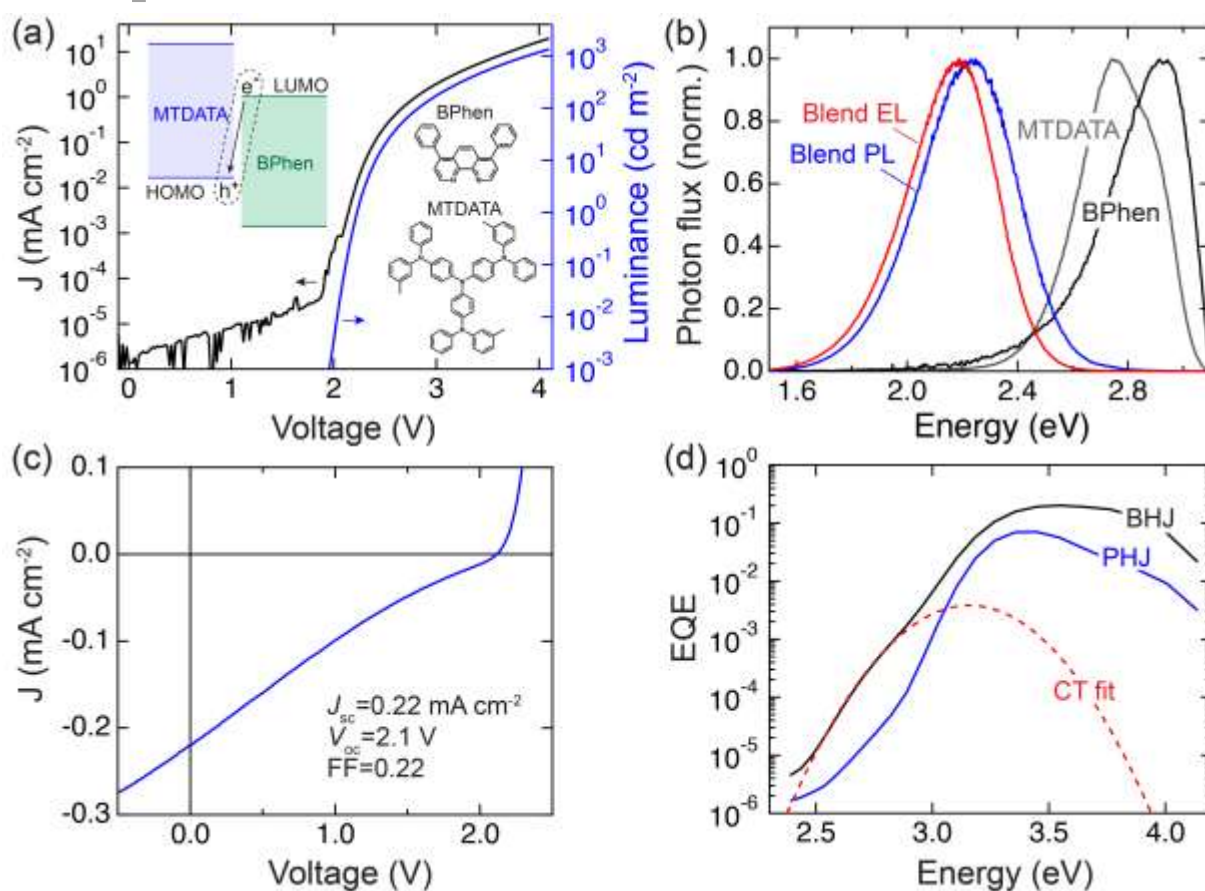 (a)
J (mA cm⁻²)
10¹
10⁰
10⁻¹
10⁻²
10⁻³
10⁻⁴
10⁻⁵
10⁻⁶
MTDATA
e⁻
LUMO
BPhen
HOMO
h⁺
BPhen
MTDATA
0
1
2
3
4
Voltage (V)
10³
10²
10¹
10⁰
10⁻¹
10⁻²
10⁻³
Luminance (cd m⁻²)
(b)
Photon flux (norm.)
1.0
0.8
0.6
0.4
0.2
0.0
Blend EL
Blend PL
MTDATA
BPhen
1.6
2.0
2.4
2.8
Energy (eV)
(c)
J (mA cm⁻²)
0.1
0.0
-0.1
-0.2
-0.3
Jsc=0.22 mA cm⁻²
Voc=2.1 V
FF=0.22
0.0
1.0
2.0
Voltage (V)
(d)
EQE
10⁰
10⁻¹
10⁻²
10⁻³
10⁻⁴
10⁻⁵
10⁻⁶
BHJ
PHJ
CT fit
2.5
3.0
3.5
4.0
Energy (eV)